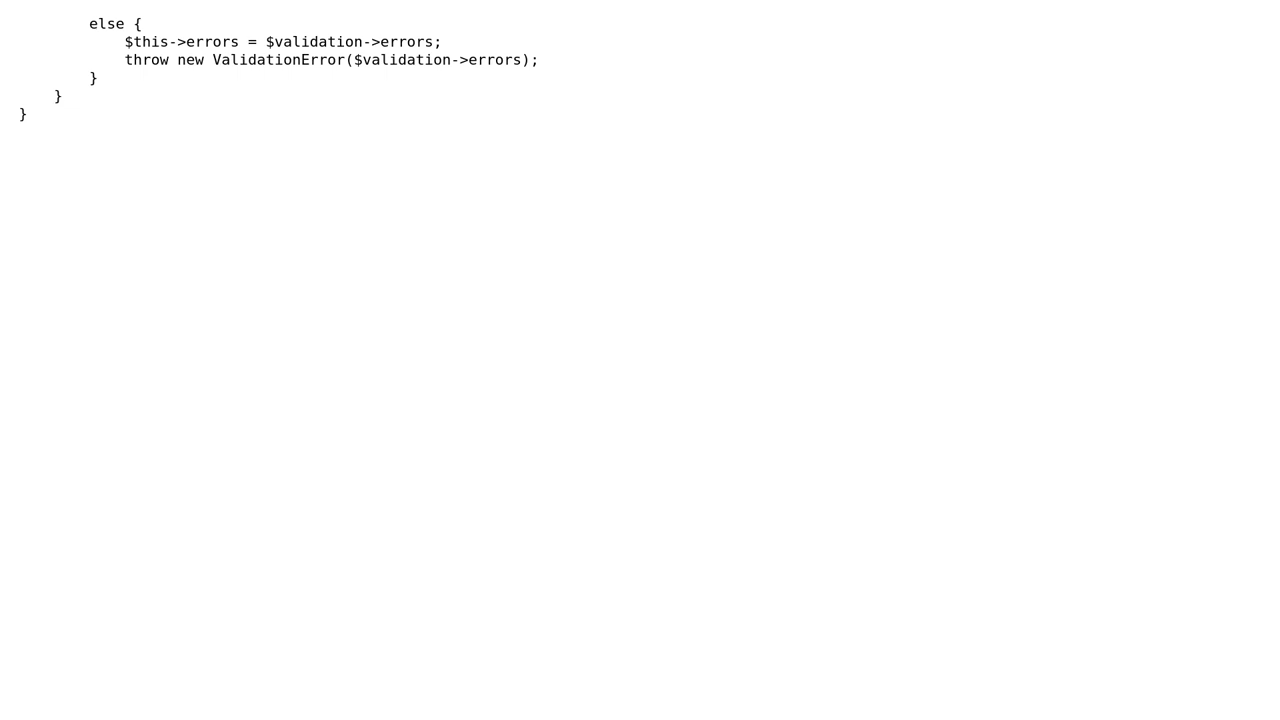 else {
            $this->errors = $validation->errors;
            throw new ValidationError($validation->errors);
        }
    }
}